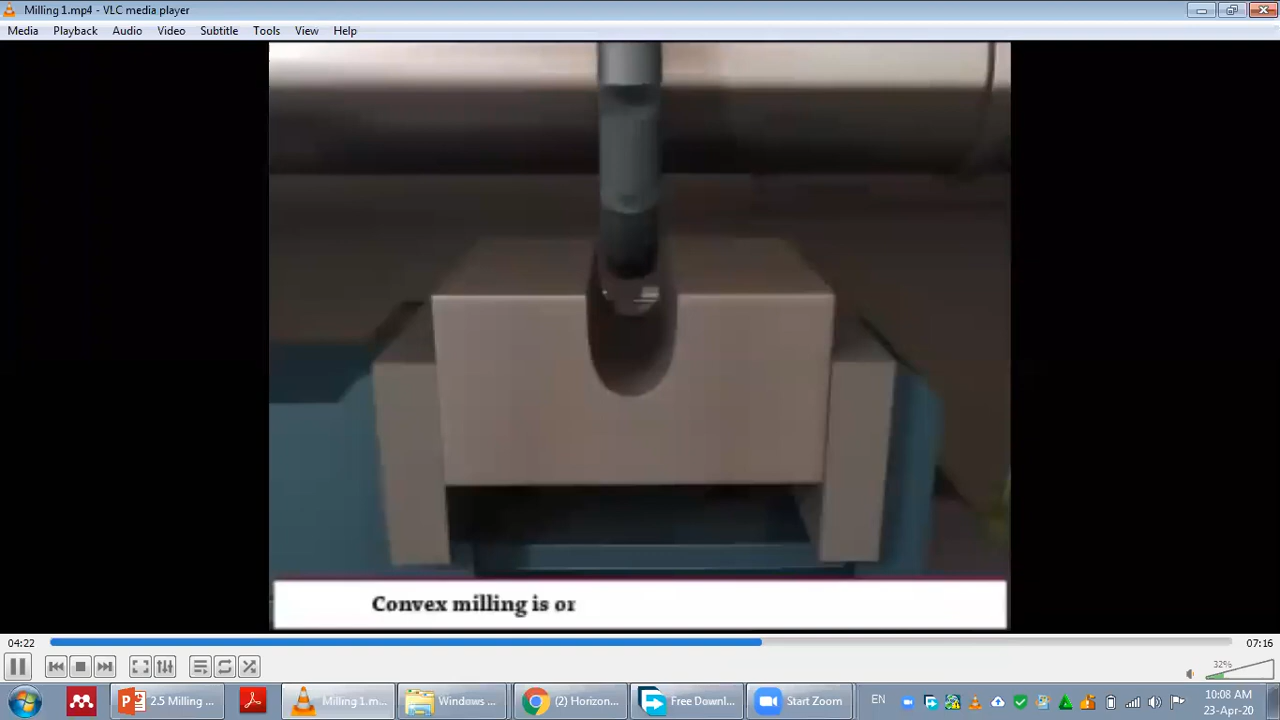 Milling 1.mp4 - VLC media player
Media Playback Audio Video Subtitle Tools View Help
Convex milling is or
04:22
07:16
32%
2.5 Milling ...
Milling 1.m...
Windows ...
(2) Horizon...
Free Downl...
Start Zoom
EN
10:08 AM
23-Apr-20